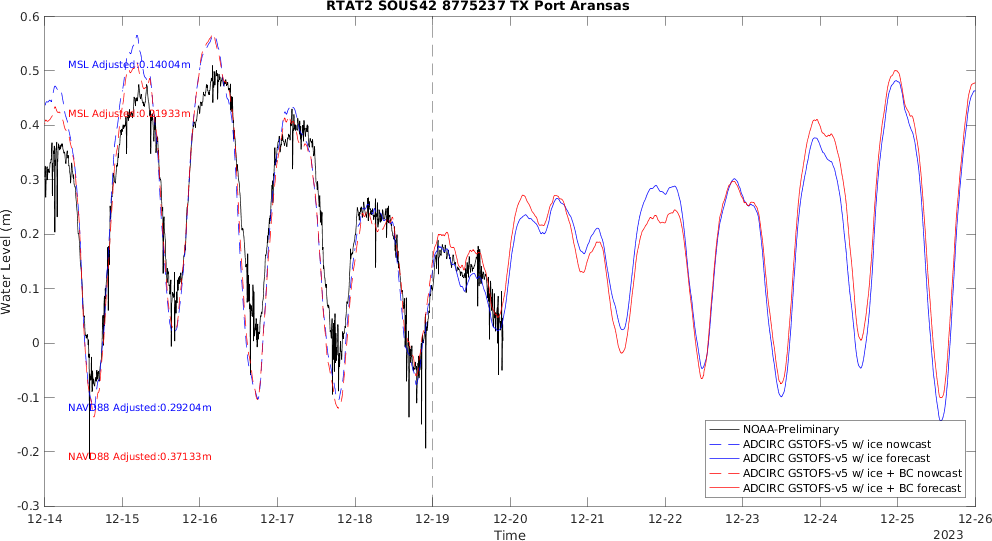 RTAT2 SOUS42 8775237 TX Port Aransas
0.6
0.5
0.4
0.3
0.2
0.1
0
-0.1
-0.2
-0.3
Water Level (m)
MSL Adjusted:0.14004m
MSL Adjusted:0.01933m
NAVD88 Adjusted:0.29204m
NAVD88 Adjusted:0.37133m
NOAA-Preliminary
ADCIRC GSTOFS-v5 w/ ice nowcast
ADCIRC GSTOFS-v5 w/ ice forecast
ADCIRC GSTOFS-v5 w/ ice + BC nowcast
ADCIRC GSTOFS-v5 w/ ice + BC forecast
12-14 12-15 12-16 12-17 12-18 12-19 12-20 12-21 12-22 12-23 12-24 12-25 12-26
Time
2023